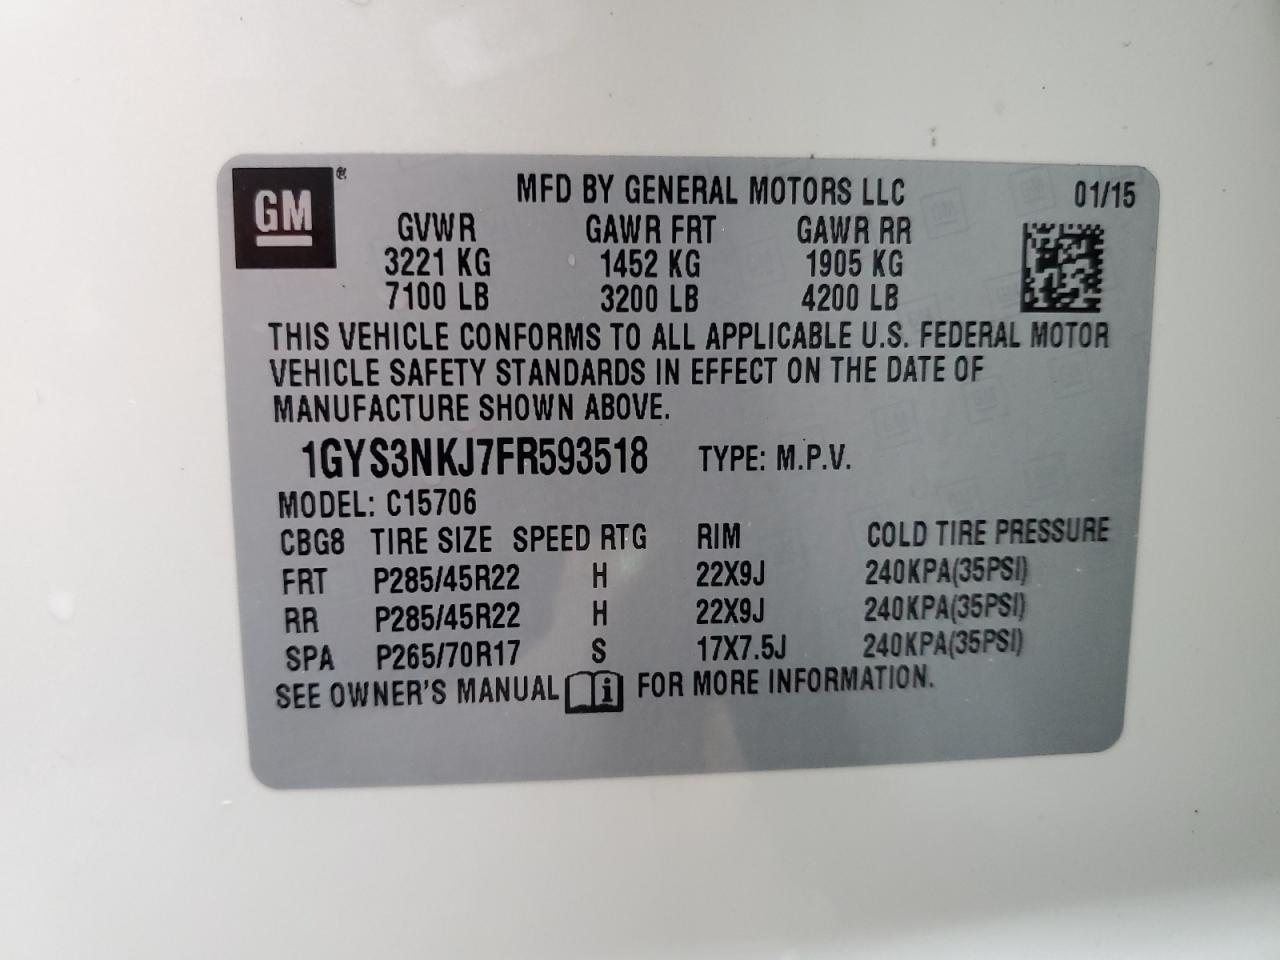 GM®
MFD BY GENERAL MOTORS LLC 01/15
GVWR GAWR FRT GAWR RR
3221 KG 1452 KG 1905 KG
7100 LB 3200 LB 4200 LB
THIS VEHICLE CONFORMS TO ALL APPLICABLE U.S. FEDERAL MOTOR
VEHICLE SAFETY STANDARDS IN EFFECT ON THE DATE OF
MANUFACTURE SHOWN ABOVE.
1GYS3NKJ7FR593518 TYPE: M.P.V.
MODEL: C15706
CBG8 TIRE SIZE SPEED RTG RIM COLD TIRE PRESSURE
FRT P285/45R22 H 22X9J 240KPA(35PSI)
RR P285/45R22 H 22X9J 240KPA(35PSI)
SPA P265/70R17 S 17X7.5J 240KPA(35PSI)
SEE OWNER'S MANUAL i FOR MORE INFORMATION.